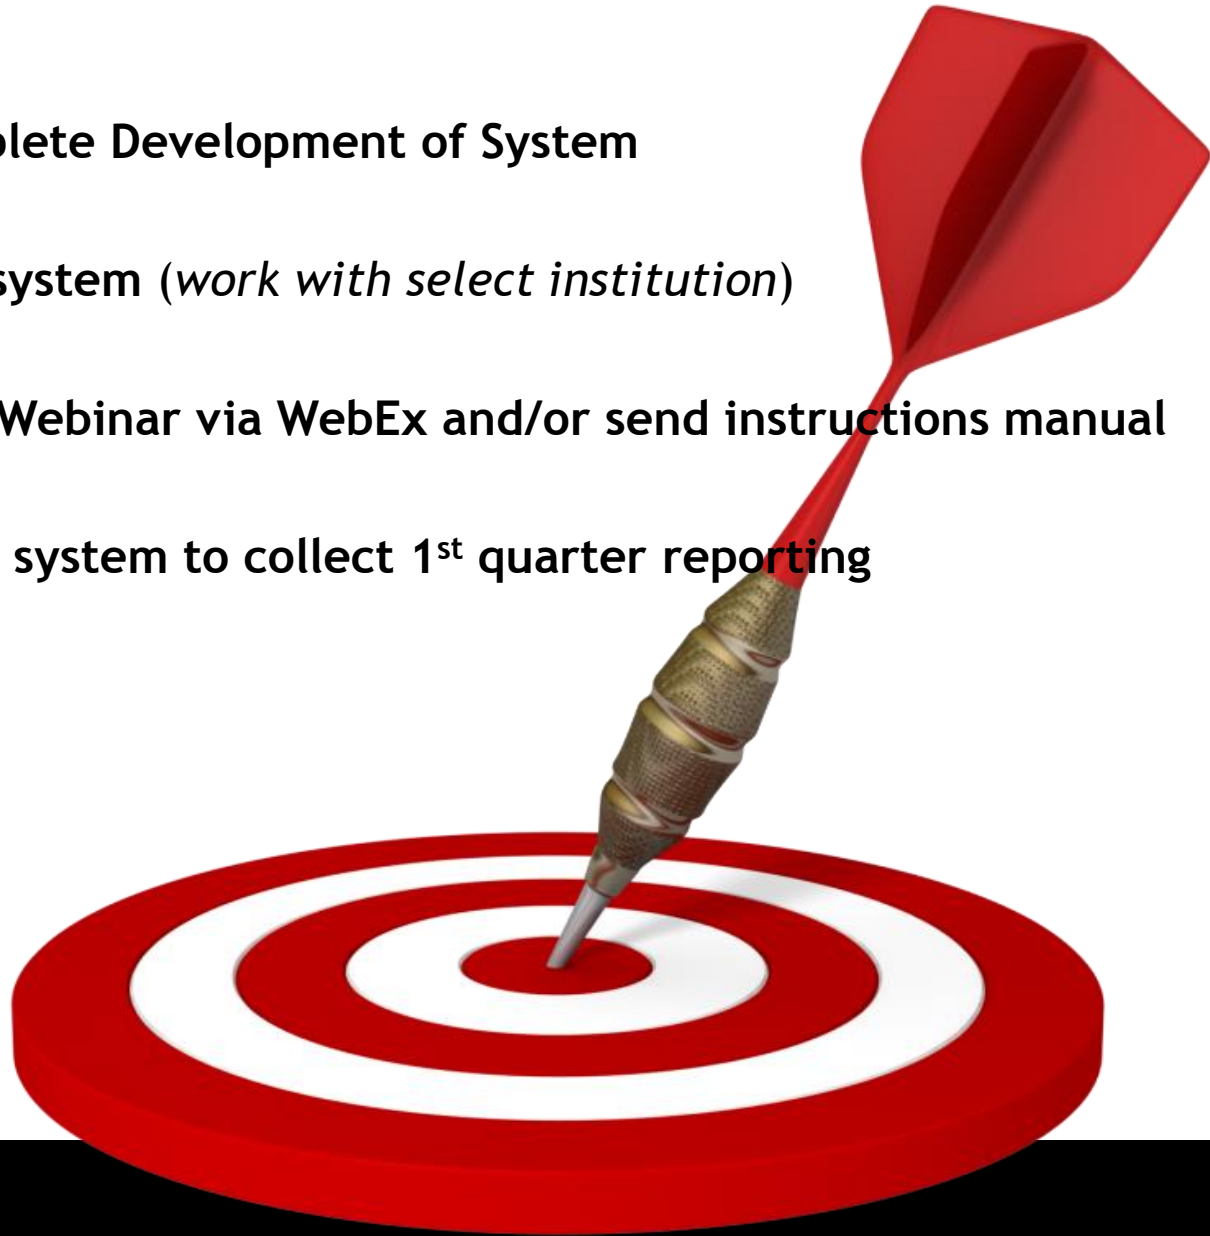 plete Development of System
system (work with select institution)
Webinar via WebEx and/or send instructions manual
system to collect 1st quarter reporting